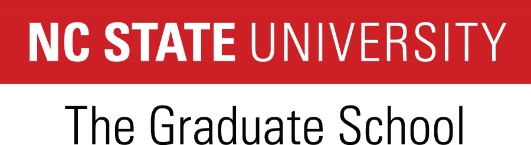 NC STATE UNIVERSITY
The Graduate School